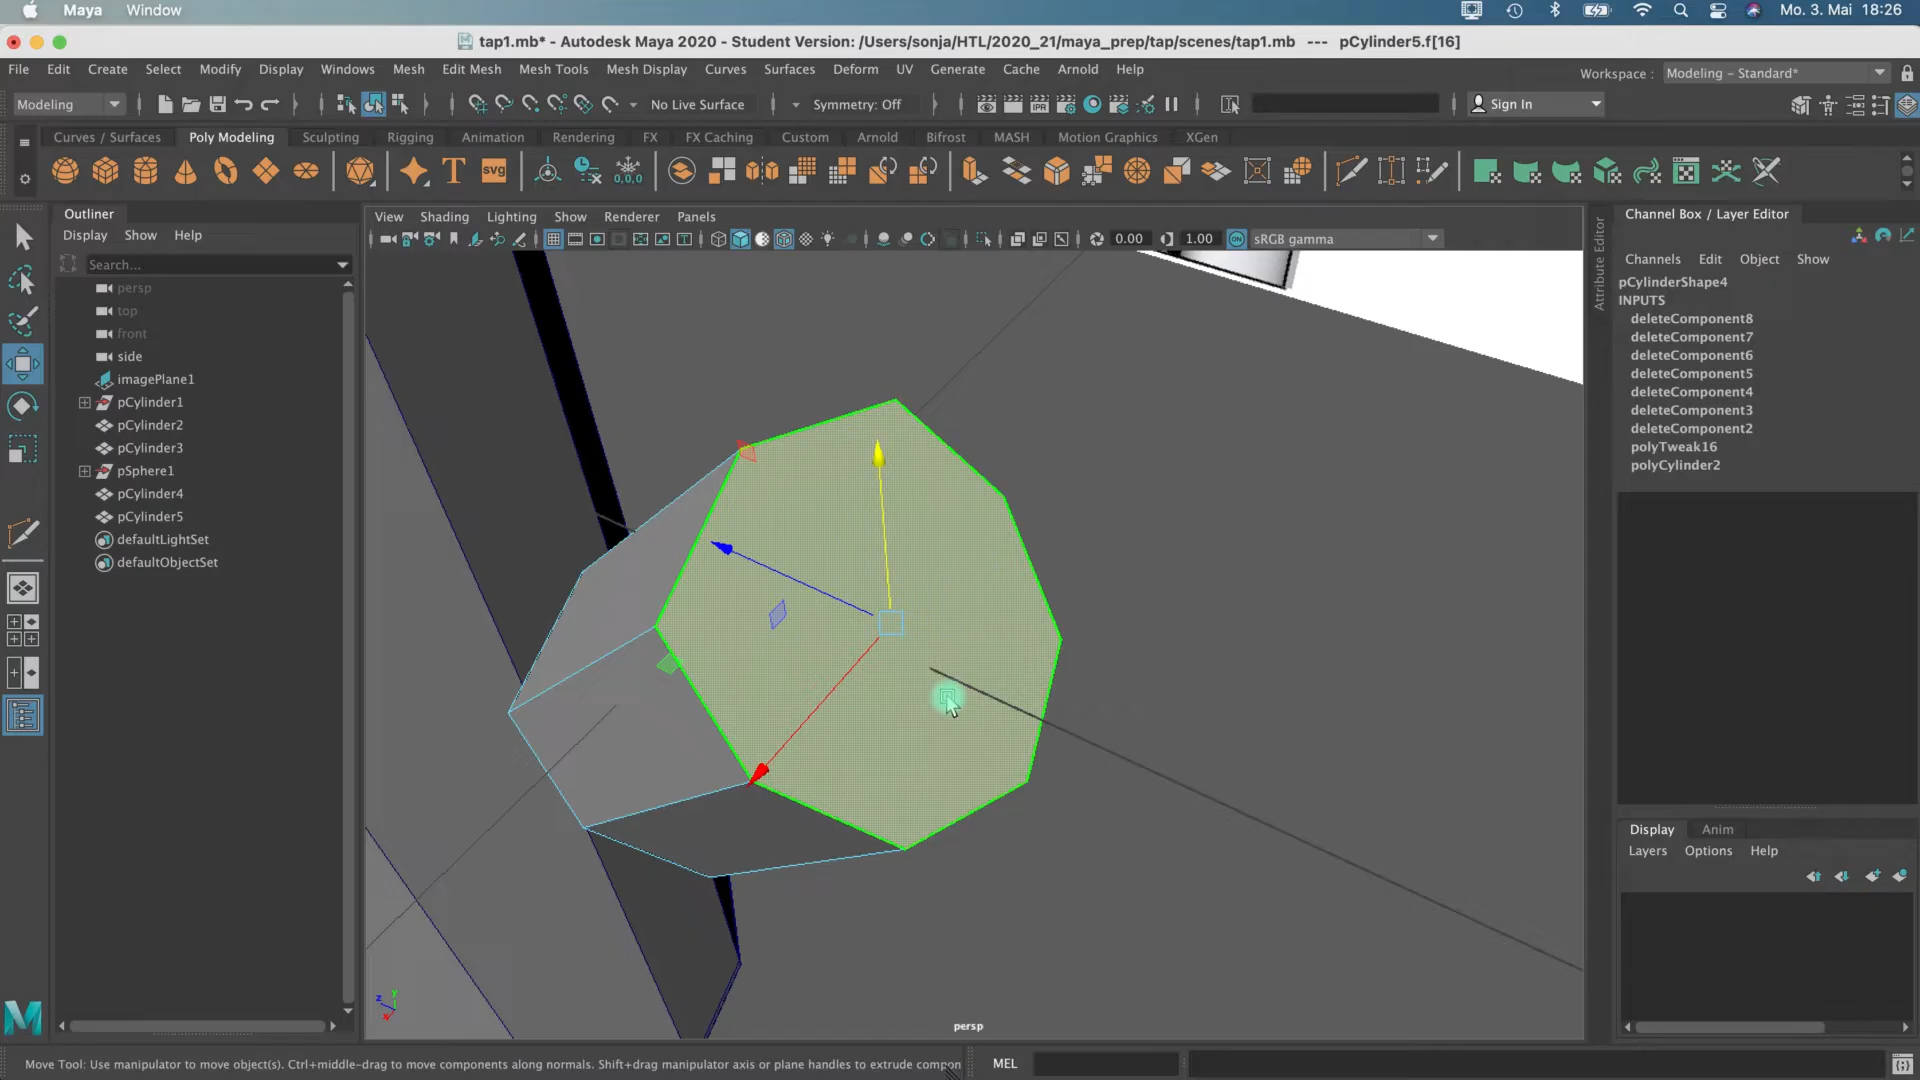 Maya Window
Mo. 3. Mai 18:26
tap1.mb* - Autodesk Maya 2020 - Student Version: /Users/sonja/HTL/2020_21/maya_prep/tap/scenes/tap1.mb --- pCylinder5.f[16]
File Edit Create Select Modify Display Windows Mesh Edit Mesh Mesh Tools Mesh Display Curves Surfaces Deform UV Generate Cache Arnold Help
Workspace : Modeling - Standard*
Modeling No Live Surface Symmetry: Off IPR Sign In
Curves / Surfaces Poly Modeling Sculpting Rigging Animation Rendering FX FX Caching Custom Arnold Bifrost MASH Motion Graphics XGen
T svg 0,0,0
Outliner
Display Show Help
Search...
persp
top
front
side
imagePlane1
pCylinder1
pCylinder2
pCylinder3
pSphere1
pCylinder4
pCylinder5
defaultLightSet
defaultObjectSet
View Shading Lighting Show Renderer Panels
0.00 1.00 ON sRGB gamma
y
z
x
persp
Attribute Editor
Channel Box / Layer Editor
Channels Edit Object Show
pCylinderShape4
INPUTS
deleteComponent8
deleteComponent7
deleteComponent6
deleteComponent5
deleteComponent4
deleteComponent3
deleteComponent2
polyTweak16
polyCylinder2
Display Anim
Layers Options Help
M
Move Tool: Use manipulator to move object(s). Ctrl+middle-drag to move components along normals. Shift+drag manipulator axis or plane handles to extrude compon
MEL